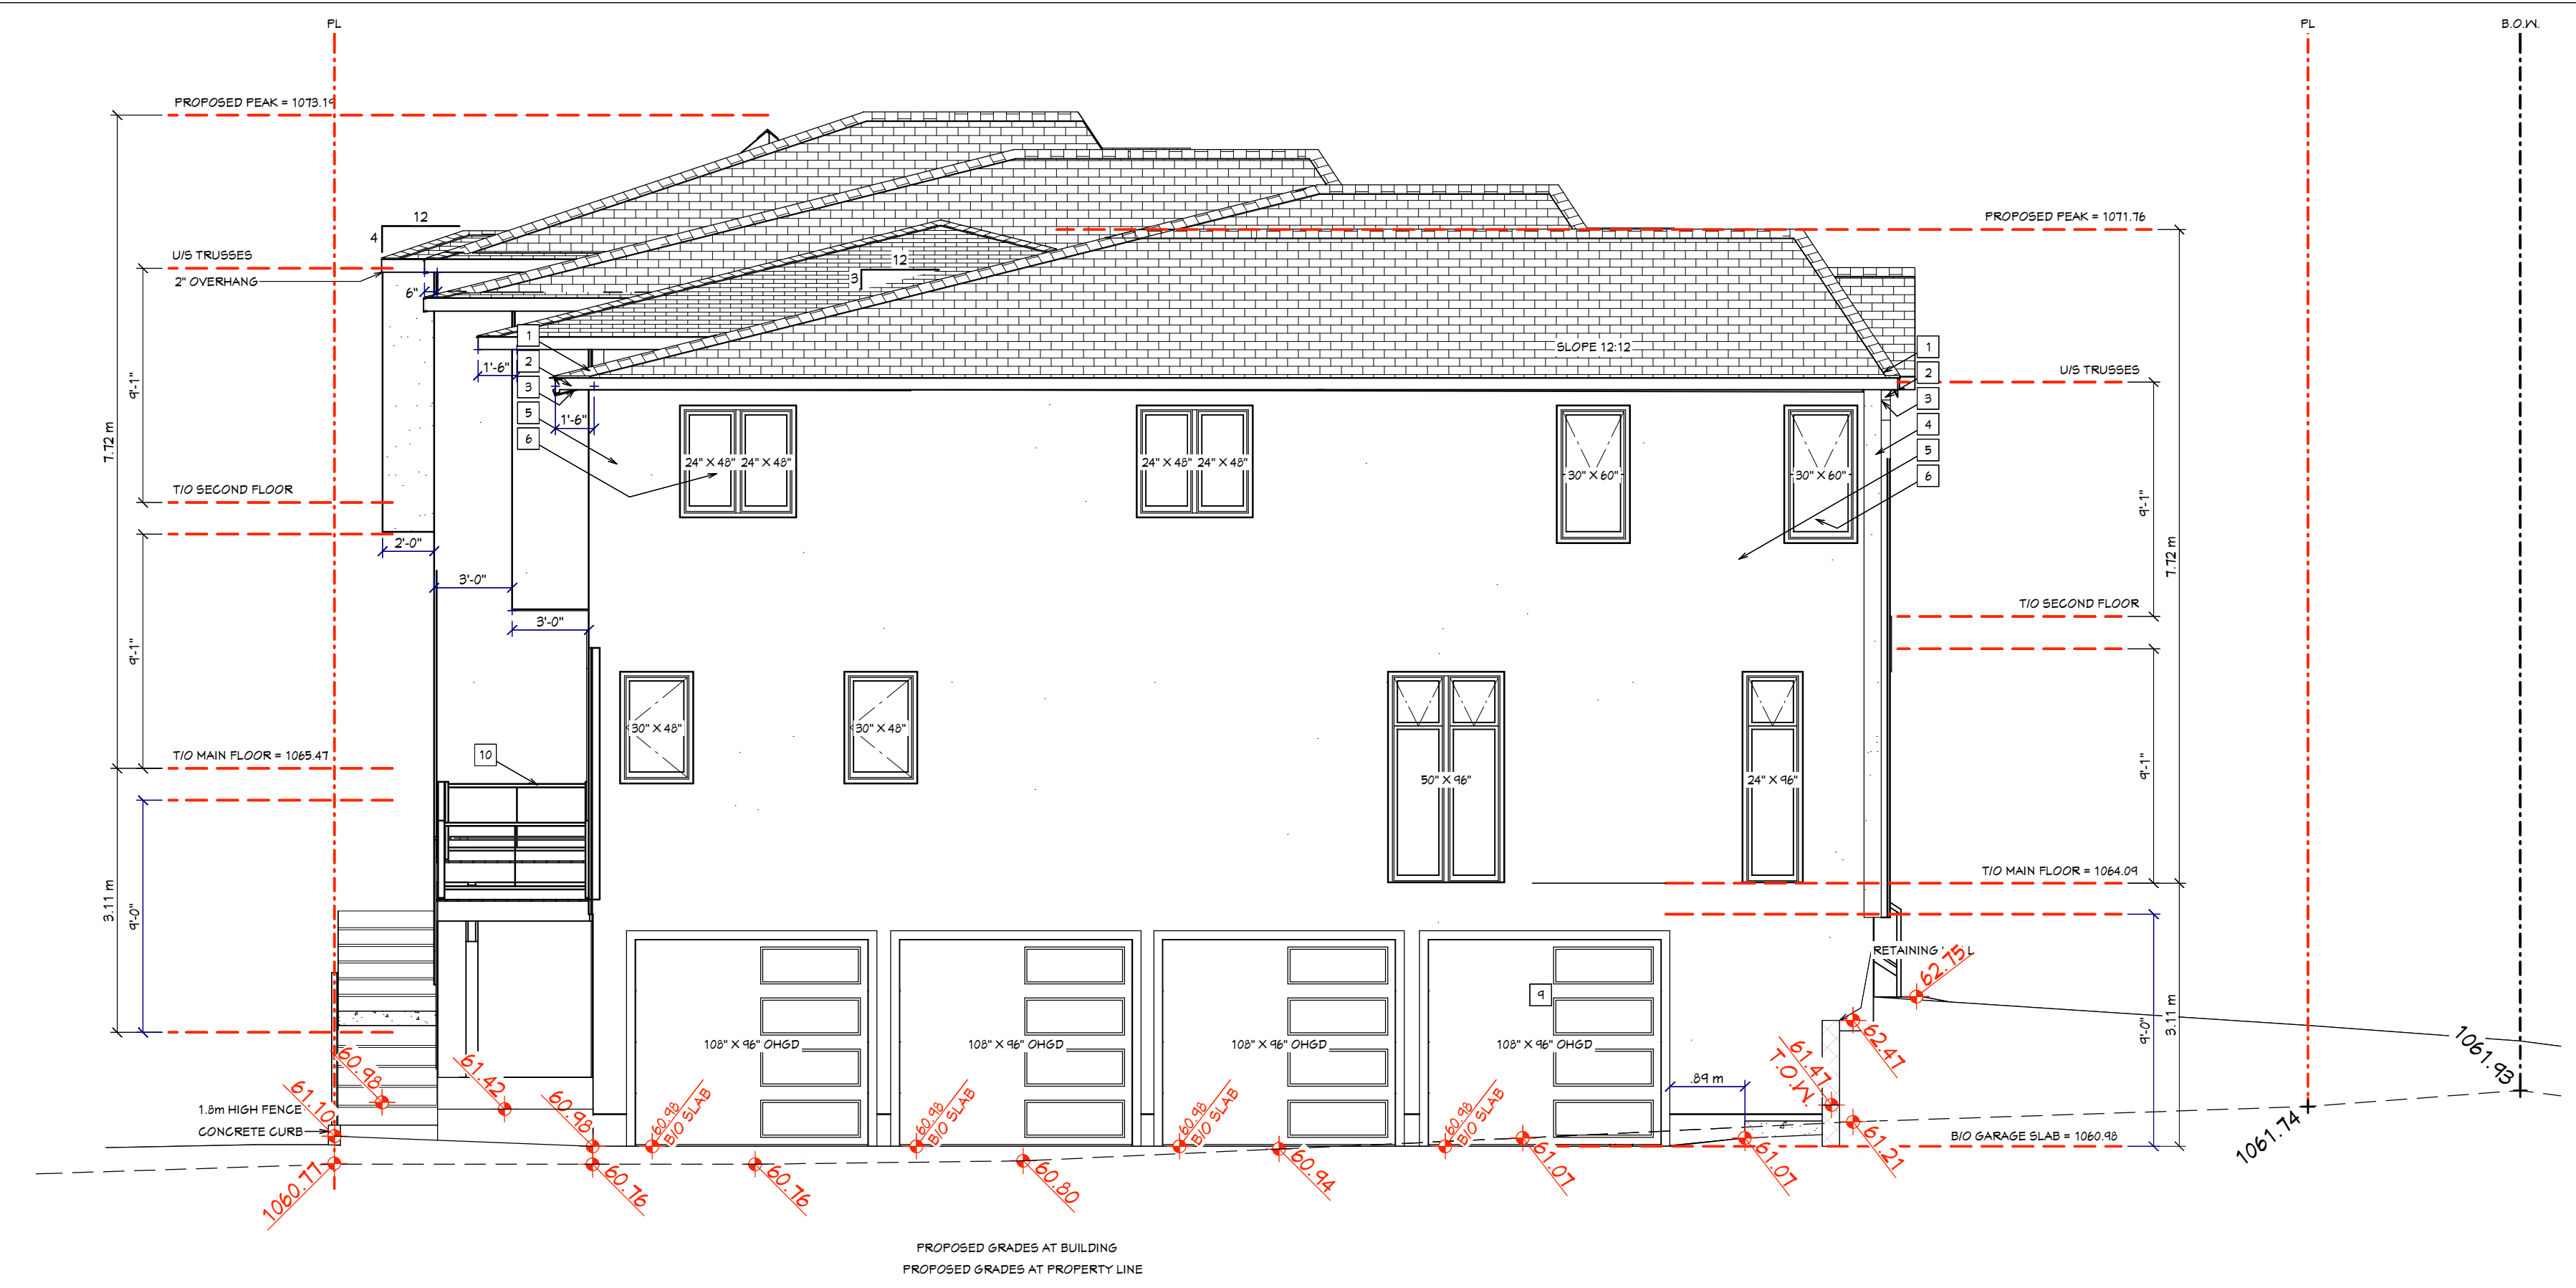 PL
PL
B.O.W.
PROPOSED PEAK = 1073.19
12
4
U/S TRUSSES
2" OVERHANG
6"
12
3
PROPOSED PEAK = 1071.76
SLOPE 12:12
U/S TRUSSES
1
2
3
5
6
1'-6"
1'-6"
1
2
3
4
5
6
9'-1"
7.72 m
24" X 48" 24" X 48"
24" X 48" 24" X 48"
30" X 60"
30" X 60"
9'-1"
7.72 m
T/O SECOND FLOOR
2'-0"
3'-0"
3'-0"
T/O SECOND FLOOR
9'-1"
9'-1"
30" X 48"
30" X 48"
50" X 96"
24" X 96"
T/O MAIN FLOOR = 1065.47
10
T/O MAIN FLOOR = 1064.09
3.11 m
9'-0"
RETAINING
62.75
9
9'-0"
3.11 m
108" X 96" OHGD
108" X 96" OHGD
108" X 96" OHGD
108" X 96" OHGD
60.98
61.42
61.10
60.98
62.47
61.47
T.O.W.
.89 m
1061.93
1.8m HIGH FENCE
CONCRETE CURB
60.98
B/O SLAB
60.98
B/O SLAB
60.98
B/O SLAB
60.98
B/O SLAB
B/O GARAGE SLAB = 1060.98
1061.74
1060.77
60.76
60.76
60.80
60.94
61.07
61.07
61.21
PROPOSED GRADES AT BUILDING
PROPOSED GRADES AT PROPERTY LINE